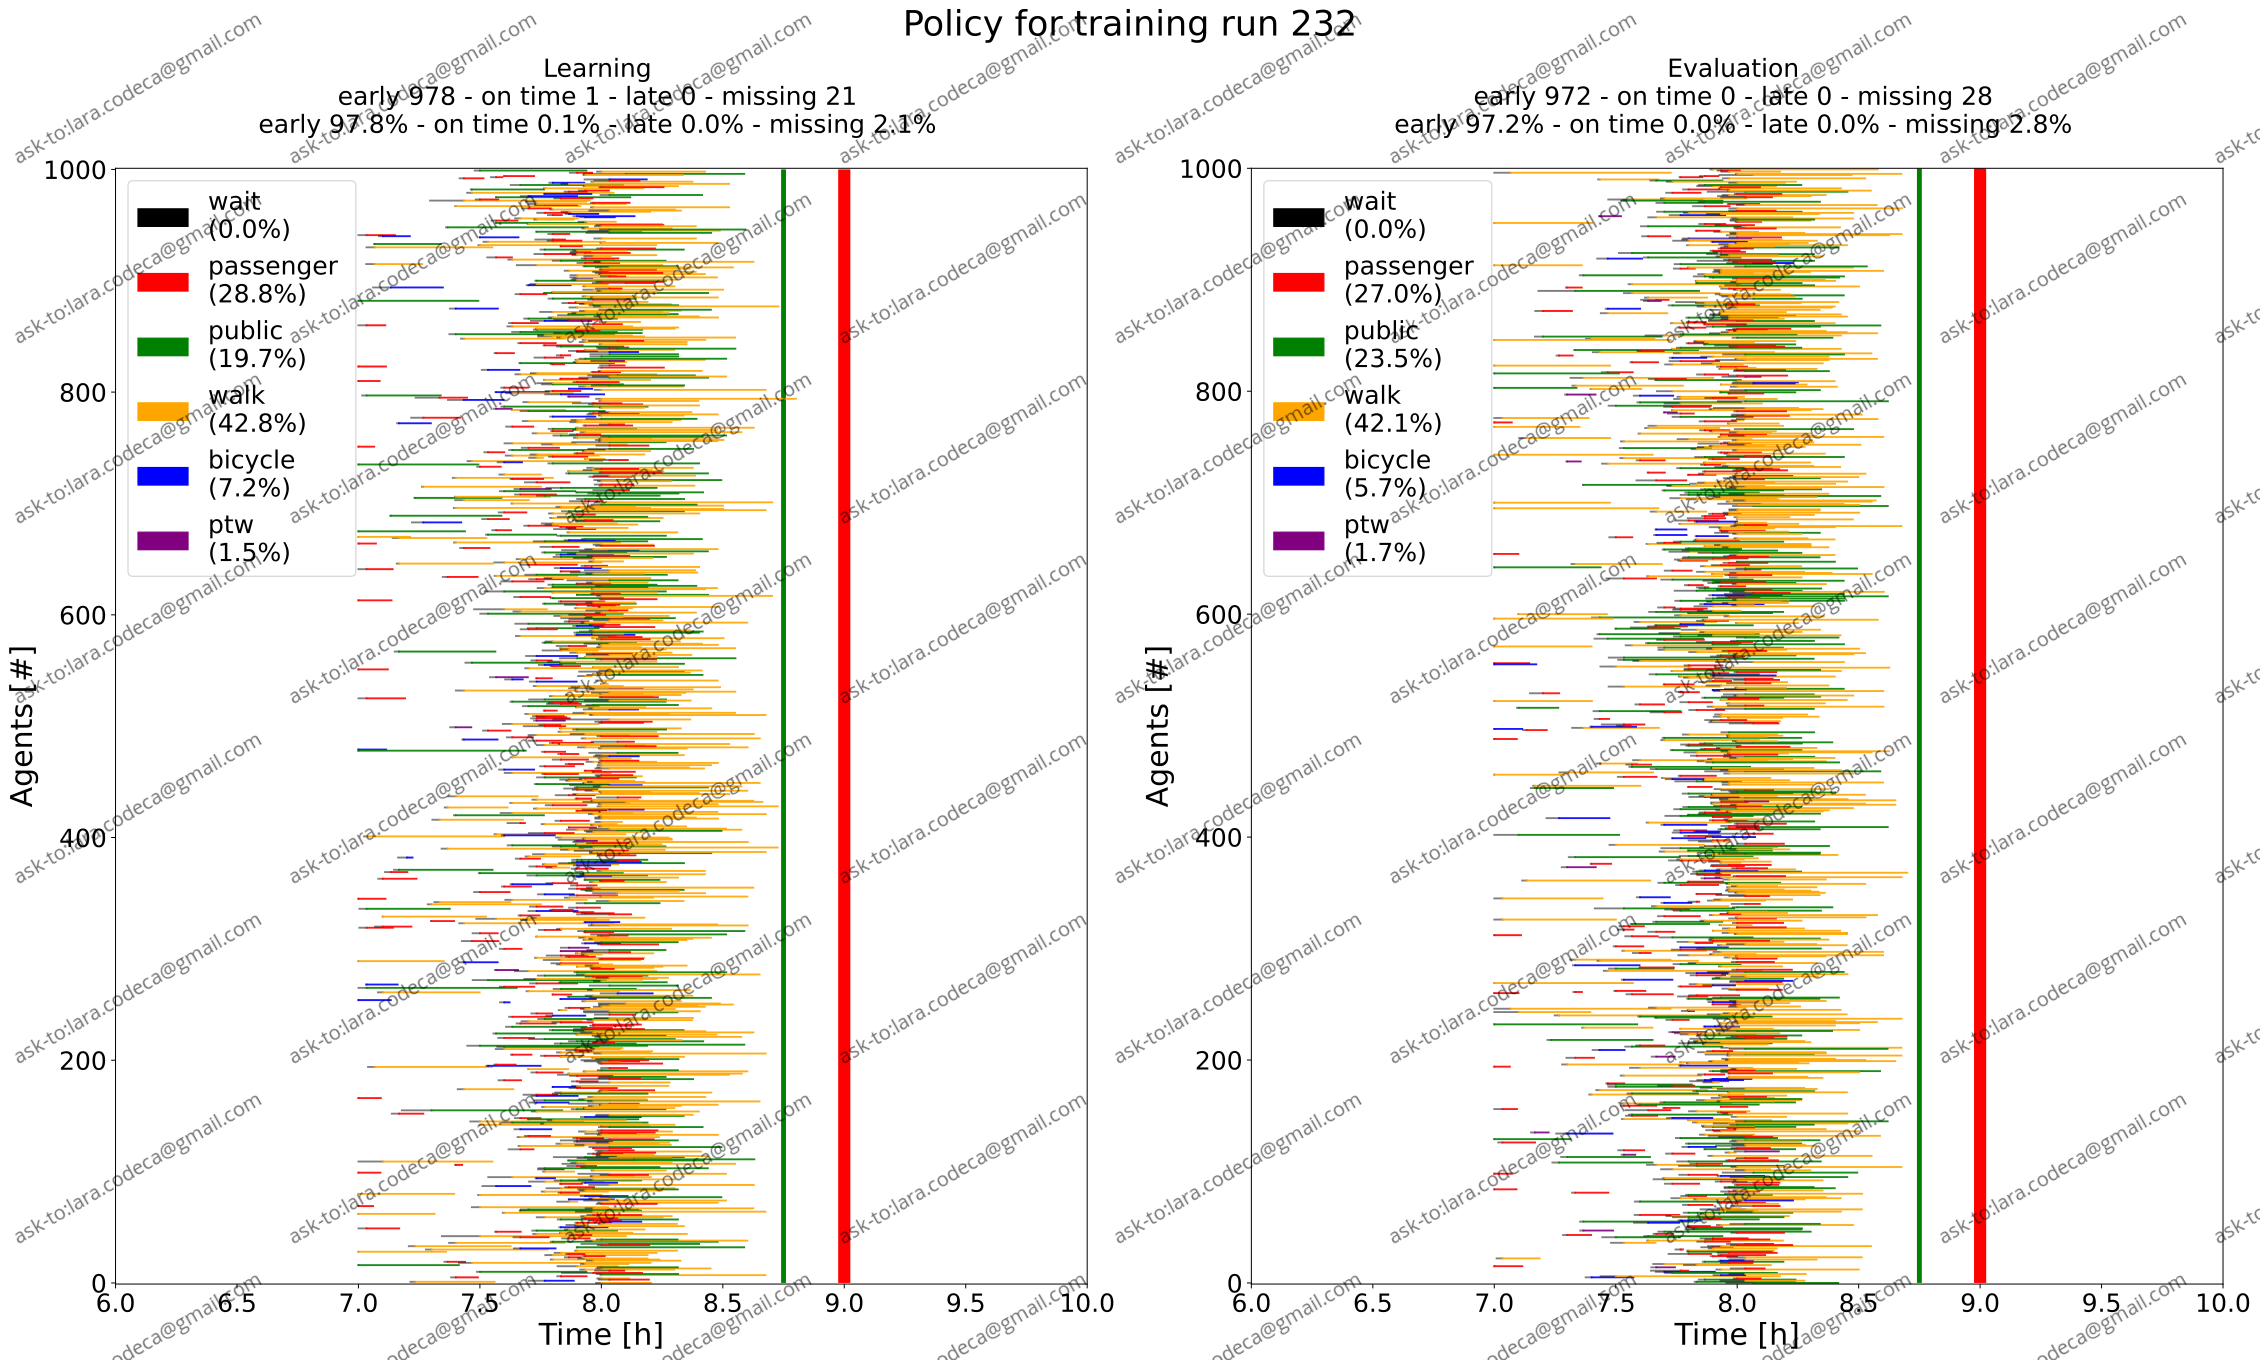 Policy for training run 232
Learning
early 978 - on time 1 - late 0 - missing 21
early 97.8% - on time 0.1% - late 0.0% - missing 2.1%
1000
800
600
400
200
0
Agents [#]
wait
(0.0%)
passenger
(28.8%)
public
(19.7%)
walk
(42.8%)
bicycle
(7.2%)
ptw
(1.5%)
6.0 6.5 7.0 7.5 8.0 8.5 9.0 9.5 10.0
Time [h]
Evaluation
early 972 - on time 0 - late 0 - missing 28
early 97.2% - on time 0.0% - late 0.0% - missing 2.8%
1000
800
600
400
200
0
Agents [#]
wait
(0.0%)
passenger
(27.0%)
public
(23.5%)
walk
(42.1%)
bicycle
(5.7%)
ptw
(1.7%)
6.0 6.5 7.0 7.5 8.0 8.5 9.0 9.5 10.0
Time [h]
ask-to:lara.codeca@gmail.com